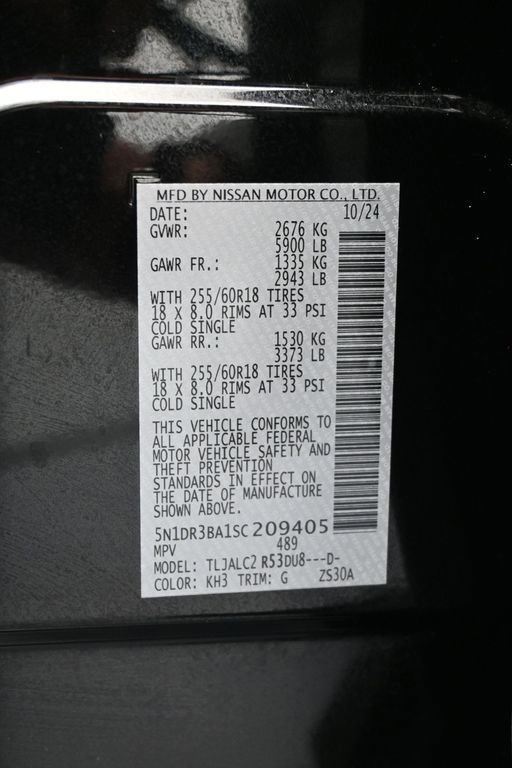 MFD BY NISSAN MOTOR CO., LTD.
DATE: 10/24
GVWR: 2676 KG
5900 LB
GAWR FR.: 1335 KG
2943 LB
WITH 255/60R18 TIRES
18 X 8.0 RIMS AT 33 PSI
COLD SINGLE
GAWR RR.: 1530 KG
3373 LB
WITH 255/60R18 TIRES
18 X 8.0 RIMS AT 33 PSI
COLD SINGLE
THIS VEHICLE CONFORMS TO
ALL APPLICABLE FEDERAL
MOTOR VEHICLE SAFETY AND
THEFT PREVENTION
STANDARDS IN EFFECT ON
THE DATE OF MANUFACTURE
SHOWN ABOVE.
5N1DR3BA1SC209405
MPV 489
MODEL: TLJALC2 R53DU8---D-
COLOR: KH3 TRIM: G ZS30A